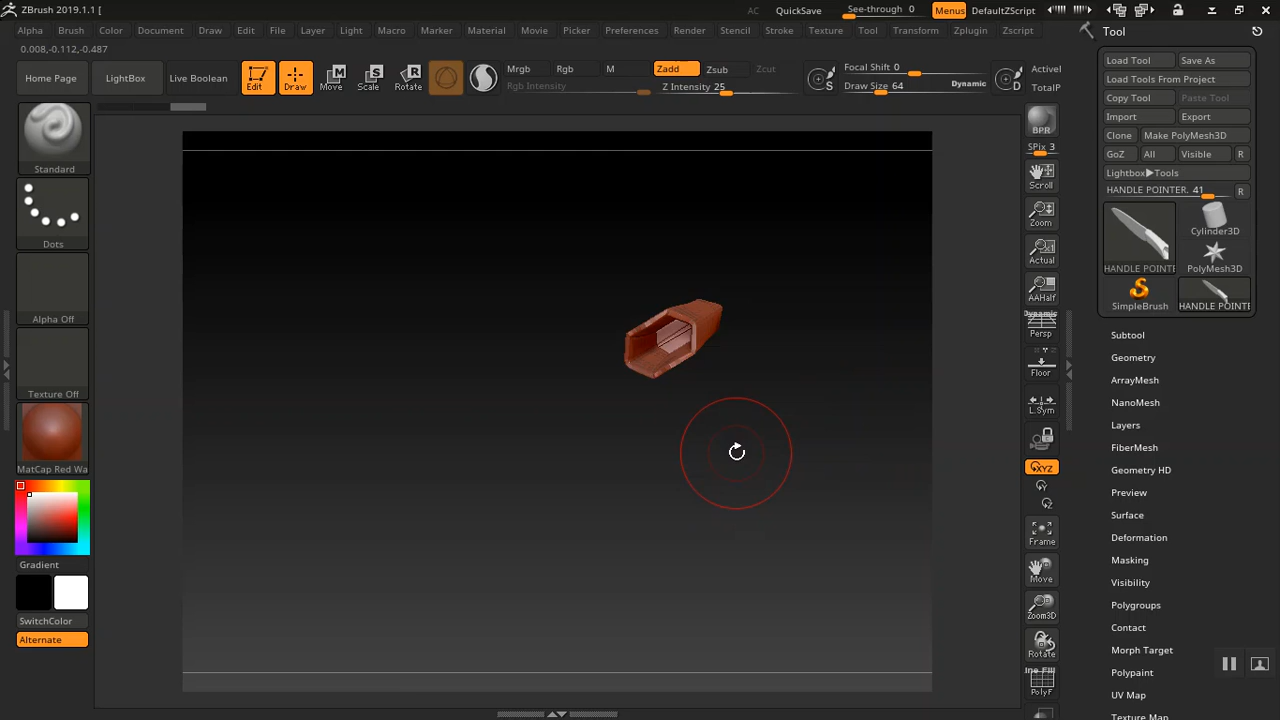 ZBrush 2019.1.1 [
AC QuickSave See-through 0 Menus DefaultZScript
Alpha Brush Color Document Draw Edit File Layer Light Macro Marker Material Movie Picker Preferences Render Stencil Stroke Texture Tool Transform Zplugin Zscript
0.008,-0.112,-0.487
Home Page LightBox Live Boolean Edit Draw Move Scale Rotate
Mrgb Rgb M Zadd Zsub Zcut Focal Shift 0 ActiveI
Rgb Intensity Z Intensity 25 Draw Size 64 Dynamic TotalP
S
D
Standard
Dots
Alpha Off
Texture Off
MatCap Red Wa
Gradient
SwitchColor
Alternate
BPR
SPix 3
Scroll
Zoom
Actual
AAHalf
Dynamic
Persp
Floor
L.Sym
XYZ
Y
Z
Frame
Move
Zoom3D
Rotate
ine Fill
PolyF
Tool
Load Tool Save As
Load Tools From Project
Copy Tool Paste Tool
Import Export
Clone Make PolyMesh3D
GoZ All Visible R
Lightbox▶Tools
HANDLE POINTER. 41 R
Cylinder3D
HANDLE POINTE PolyMesh3D
SimpleBrush HANDLE POINTE
Subtool
Geometry
ArrayMesh
NanoMesh
Layers
FiberMesh
Geometry HD
Preview
Surface
Deformation
Masking
Visibility
Polygroups
Contact
Morph Target
Polypaint
UV Map
Texture Map